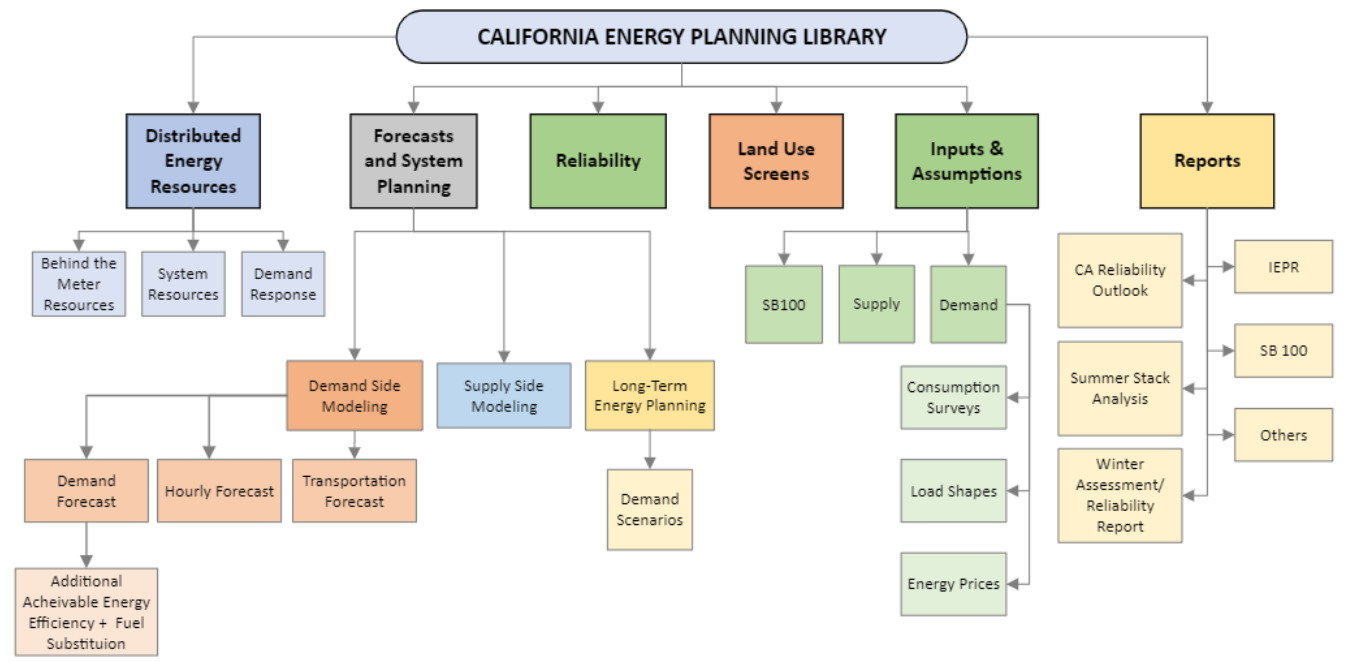 CALIFORNIA ENERGY PLANNING LIBRARY
Distributed
Energy
Resources
Forecasts
and System
Planning
Reliability
Land Use
Screens
Inputs &
Assumptions
Reports
Behind the
Meter
Resources
System
Resources
Demand
Response
SB100
Supply
Demand
CA Reliability
Outlook
IEPR
Summer Stack
Analysis
SB 100
Winter
Assessment/
Reliability
Report
Others
Demand Side
Modeling
Supply Side
Modeling
Long-Term
Energy Planning
Consumption
Surveys
Load Shapes
Energy Prices
Demand
Forecast
Hourly Forecast
Transportation
Forecast
Demand
Scenarios
Additional
Acheivable Energy
Efficiency + Fuel
Substituion